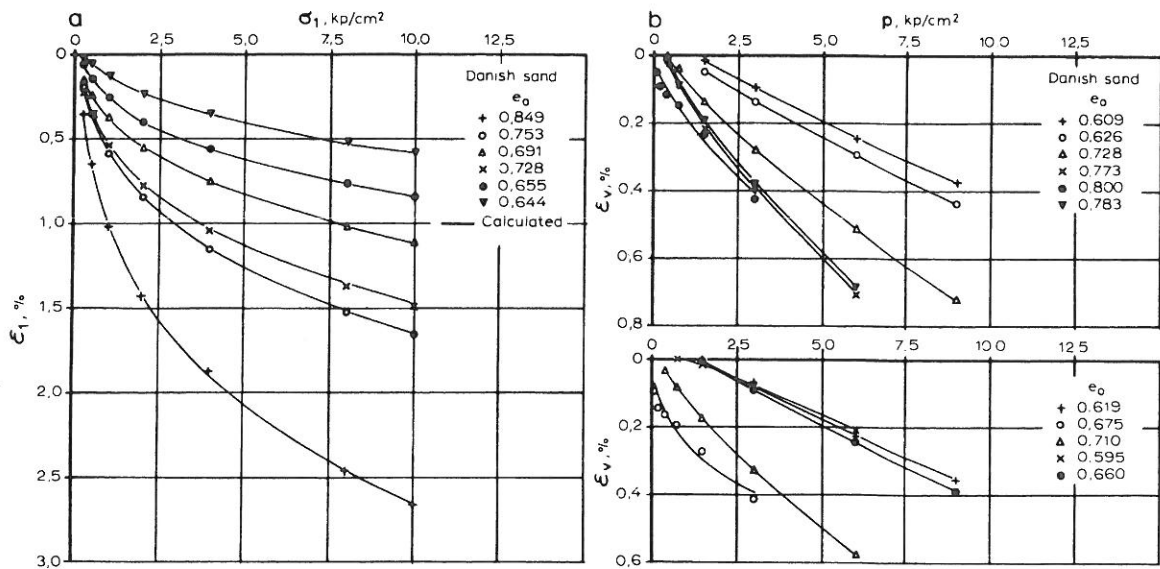 a
σ₁, kp/cm²
0 2,5 5,0 7,5 10,0 12,5
0
0,5
1,0
1,5
2,0
2,5
3,0
ε₁, %
Danish sand
e₀
+ 0,849
○ 0,753
△ 0,691
× 0,728
● 0,655
▼ 0,644
— Calculated
b
p, kp/cm²
0 2,5 5,0 7,5 10,0 12,5
0
0,2
0,4
0,6
0,8
εᵥ, %
Danish sand
e₀
+ 0,609
○ 0,626
△ 0,728
× 0,773
● 0,800
▼ 0,783
0 2,5 5,0 7,5 10,0 12,5
0
0,2
0,4
0,6
εᵥ, %
e₀
+ 0.619
○ 0.675
△ 0.710
× 0.595
● 0,660